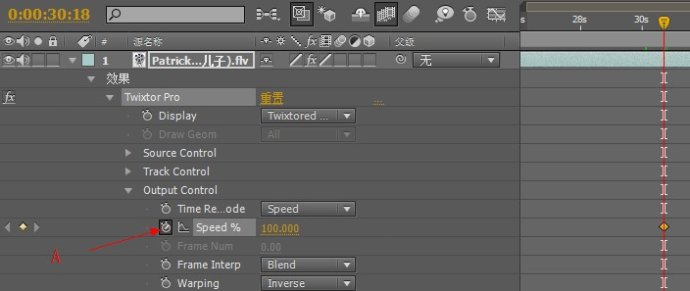 0:00:30:18
28s 30s
# 源名称 fx 父级
1 Patrick...儿子).flv fx 无
效果
fx Twixtor Pro 重置 ...
Display Twixtored ...
Draw Geom All
Source Control
Track Control
Output Control
Time Re...ode Speed
Speed % 100.000
A
Frame Num 0.00
Frame Interp Blend
Warping Inverse